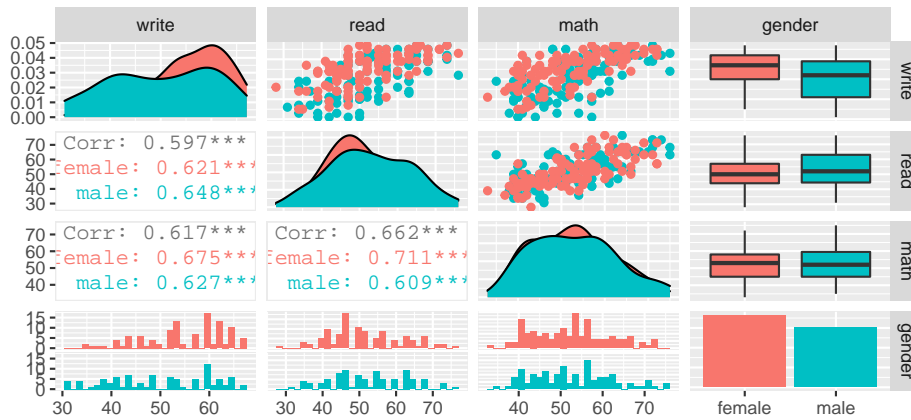 write read math gender
0.05
0.04
0.03
0.02
0.01
0.00
write
70
60
50
40
30
Corr: 0.597***
female: 0.621***
male: 0.648***
read
70
60
50
40
Corr: 0.617***
female: 0.675***
male: 0.627***
Corr: 0.662***
female: 0.711***
male: 0.609***
math
15
10
5
0
15
10
5
0
gender
30 40 50 60 30 40 50 60 70 40 50 60 70 female male